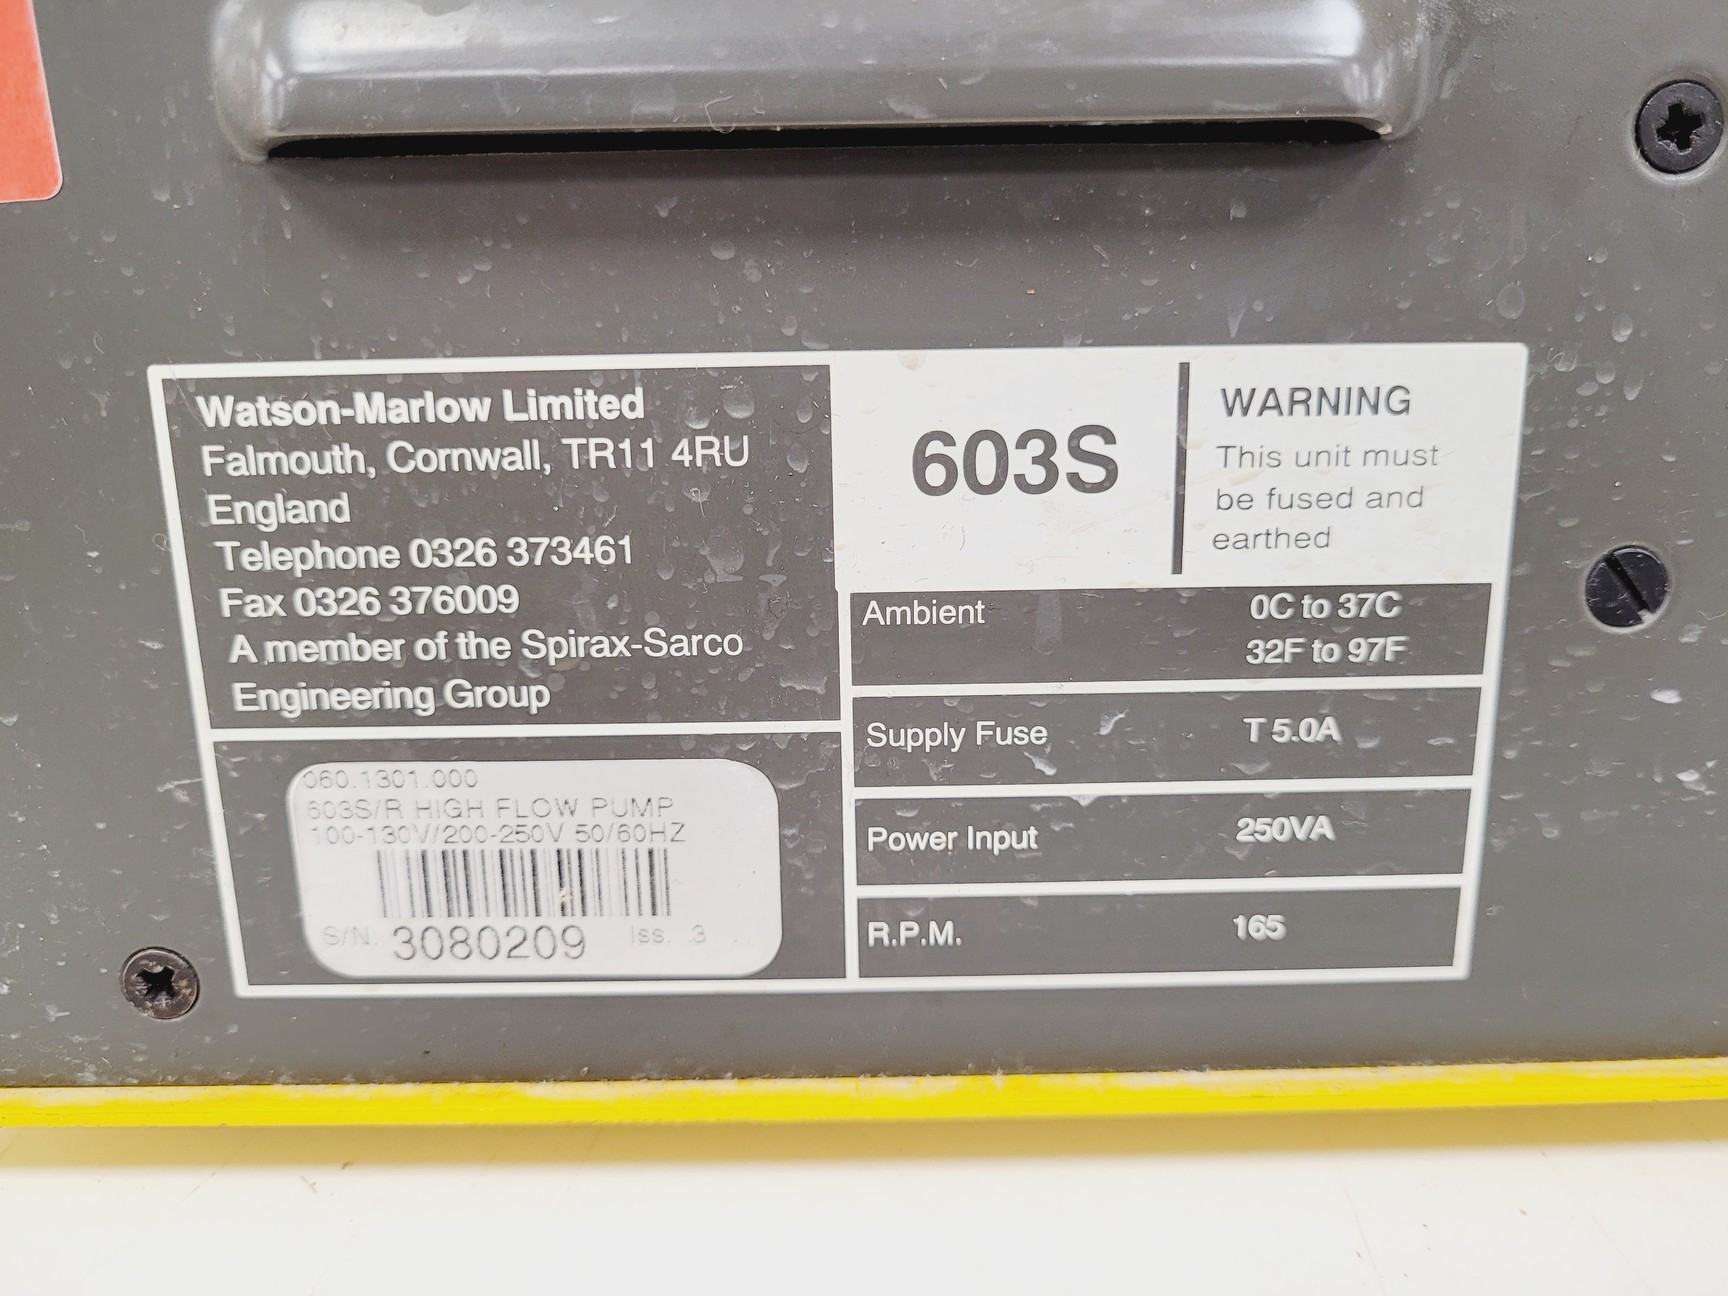 Watson-Marlow Limited
Falmouth, Cornwall, TR11 4RU
England
Telephone 0326 373461
Fax 0326 376009
A member of the Spirax-Sarco
Engineering Group
060.1301.000
603S/R HIGH FLOW PUMP
100-130V/200-250V 50/60HZ
S/N. 3080209 Iss. 3
603S
WARNING
This unit must
be fused and
earthed
Ambient 0C to 37C
32F to 97F
Supply Fuse T 5.0A
Power Input 250VA
R.P.M. 165